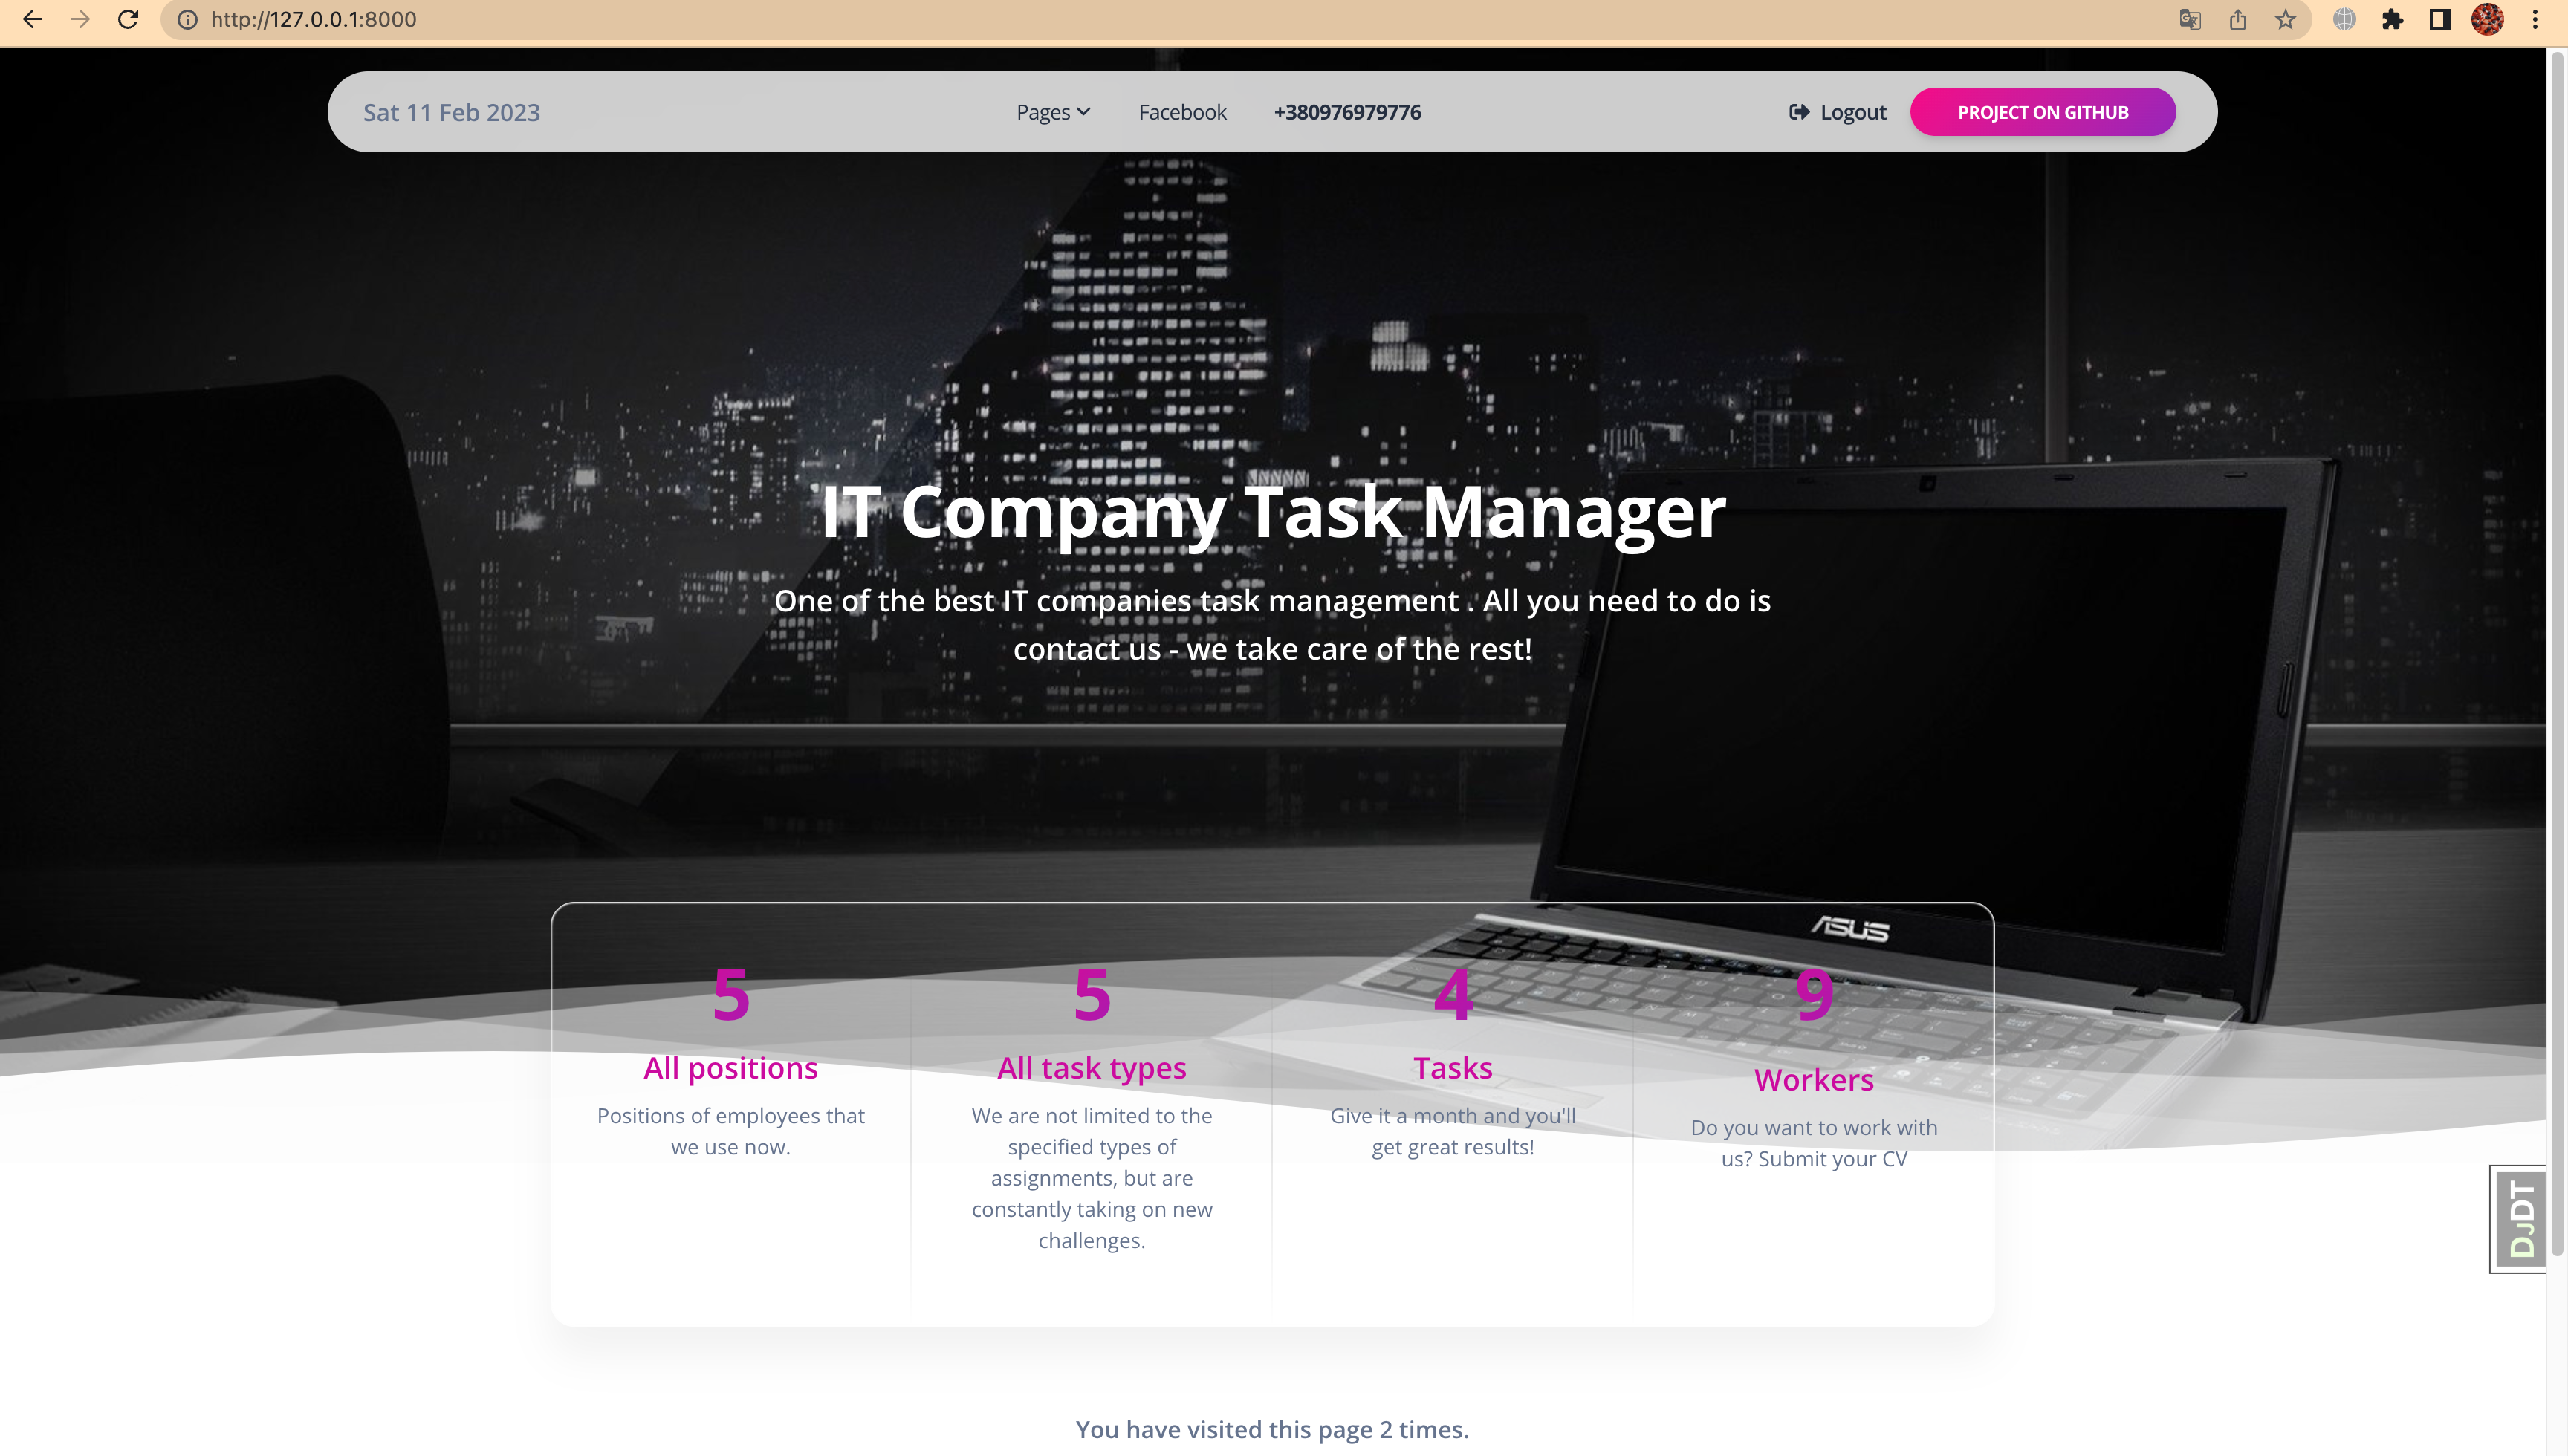 http://127.0.0.1:8000
Sat 11 Feb 2023
Pages
Facebook
+380976979776
Logout
PROJECT ON GITHUB
IT Company Task Manager
One of the best IT companies task management . All you need to do is
contact us - we take care of the rest!
ASUS
5
All positions
Positions of employees that
we use now.
5
All task types
We are not limited to the
specified types of
assignments, but are
constantly taking on new
challenges.
4
Tasks
Give it a month and you'll
get great results!
9
Workers
Do you want to work with
us? Submit your CV
DJDT
You have visited this page 2 times.